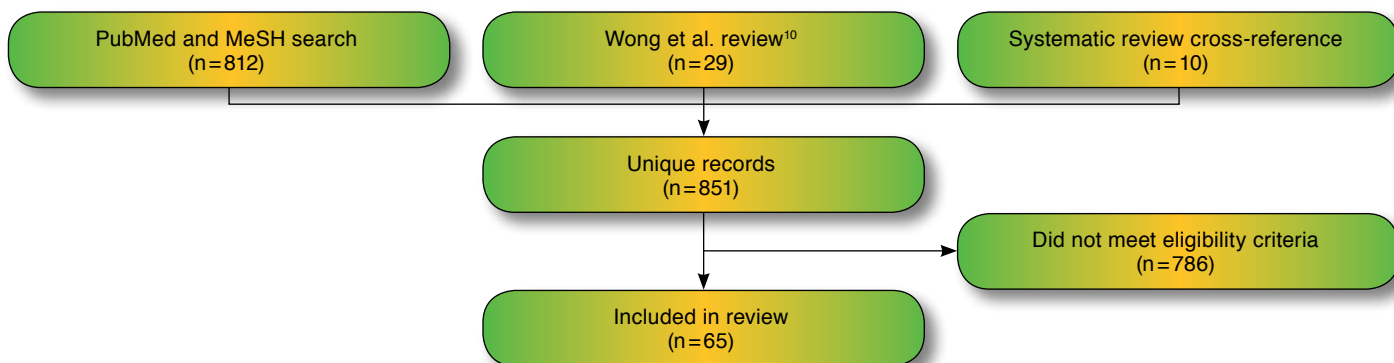 PubMed and MeSH search
(n=812)
Wong et al. review¹⁰
(n=29)
Systematic review cross-reference
(n=10)
Unique records
(n=851)
Did not meet eligibility criteria
(n=786)
Included in review
(n=65)